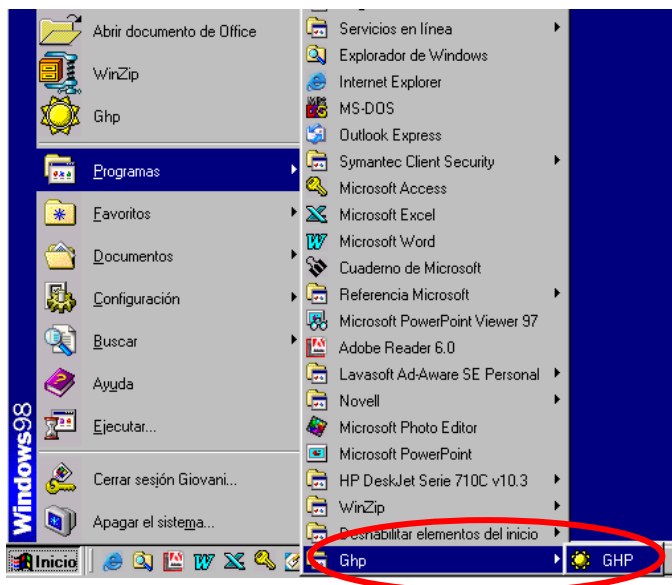 Abrir documento de Office
WinZip
Ghp
Programas
Favoritos
Documentos
Configuración
Buscar
Ayuda
Ejecutar...
Cerrar sesión Giovani...
Apagar el sistema...
Windows98
Inicio
Servicios en línea
Explorador de Windows
Internet Explorer
MS-DOS
Outlook Express
Symantec Client Security
Microsoft Access
Microsoft Excel
Microsoft Word
Cuaderno de Microsoft
Referencia Microsoft
Microsoft PowerPoint Viewer 97
Adobe Reader 6.0
Lavasoft Ad-Aware SE Personal
Novell
Microsoft Photo Editor
Microsoft PowerPoint
HP DeskJet Serie 710C v10.3
WinZip
Deshabilitar elementos del inicio
Ghp
GHP